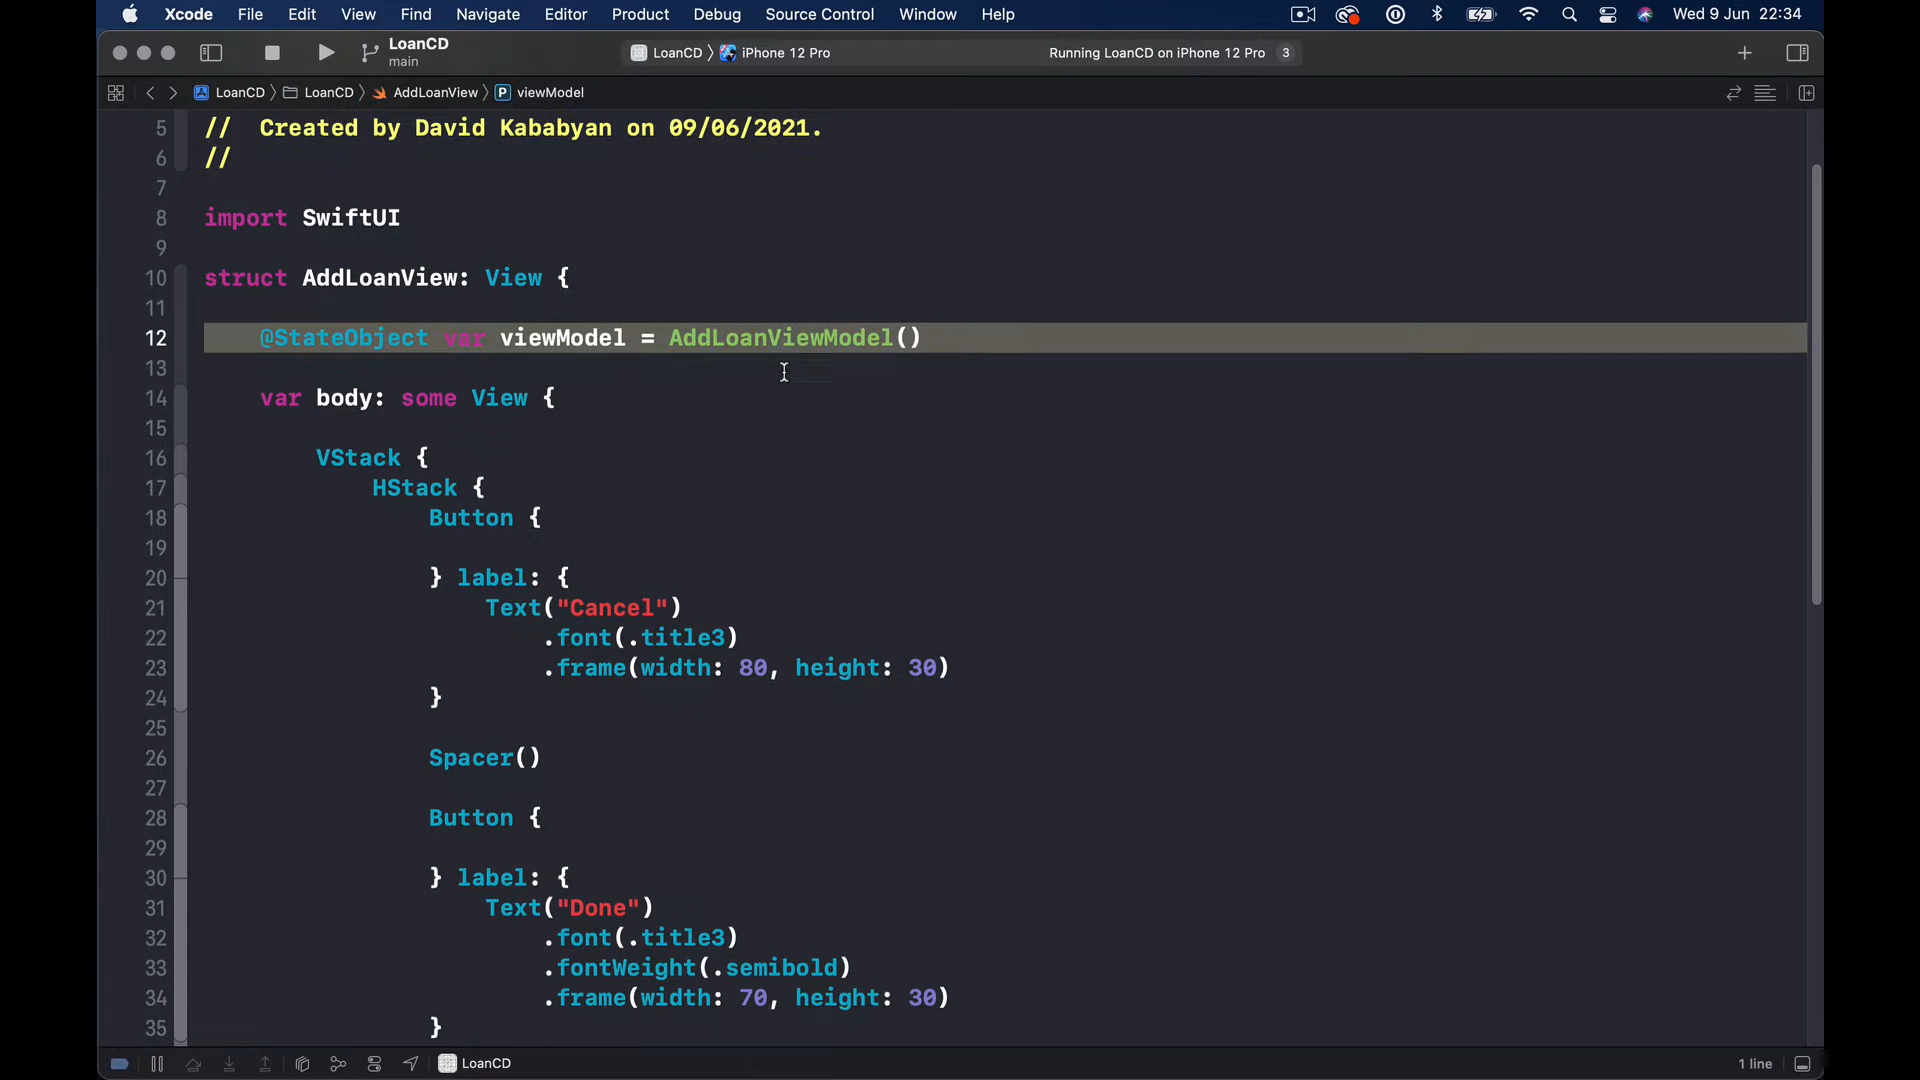 Xcode File Edit View Find Navigate Editor Product Debug Source Control Window Help Wed 9 Jun 22:34
LoanCD
main
LoanCD 〉 iPhone 12 Pro Running LoanCD on iPhone 12 Pro 3
LoanCD 〉 LoanCD 〉 AddLoanView 〉 P viewModel
5 //  Created by David Kababyan on 09/06/2021.
6 //
7
8 import SwiftUI
9
10 struct AddLoanView: View {
11
12     @StateObject var viewModel = AddLoanViewModel()
13
14     var body: some View {
15
16         VStack {
17             HStack {
18                 Button {
19
20                 } label: {
21                     Text("Cancel")
22                         .font(.title3)
23                         .frame(width: 80, height: 30)
24                 }
25
26                 Spacer()
27
28                 Button {
29
30                 } label: {
31                     Text("Done")
32                         .font(.title3)
33                         .fontWeight(.semibold)
34                         .frame(width: 70, height: 30)
35                 }
LoanCD 1 line